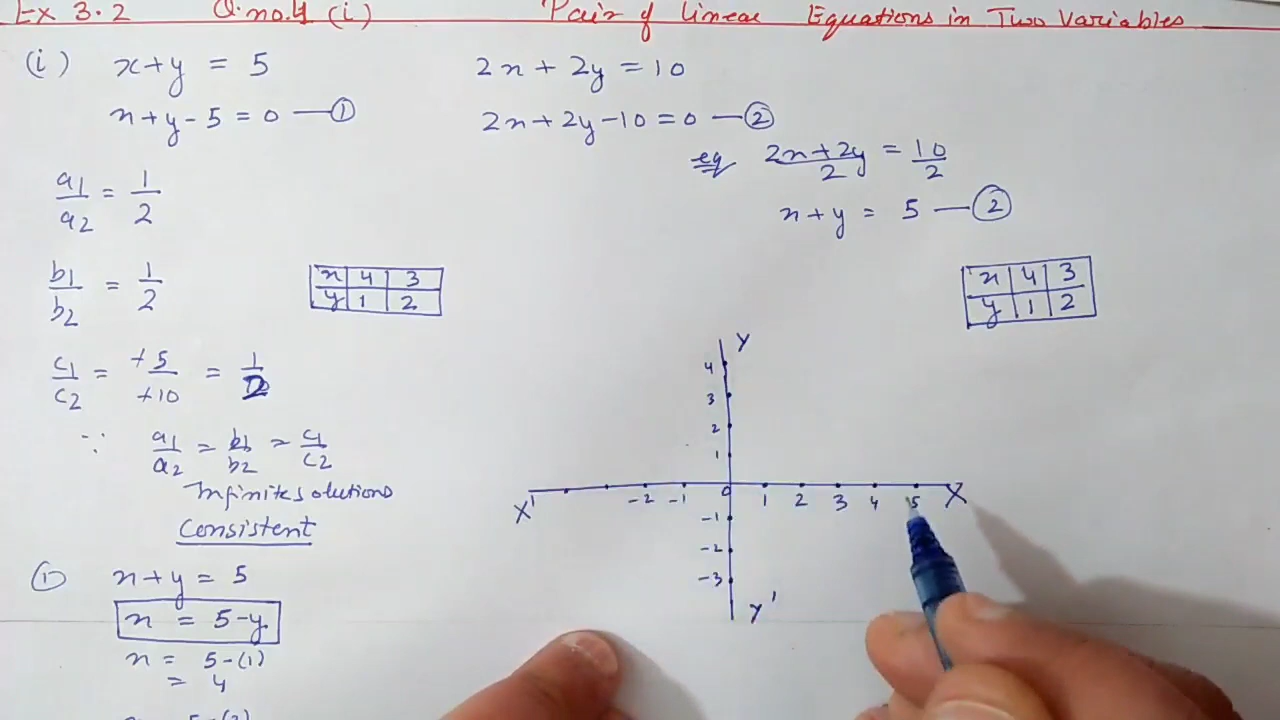 Ex 3.2 Q.no.4 (i) Pair of linear Equations in Two Variables
(i) x+y = 5 2x + 2y = 10
x+y-5 = 0 — ① 2x+2y-10 = 0 — ②
eq 2x+2y/2 = 10/2
x+y = 5 — ②
a1/a2 = 1/2
b1/b2 = 1/2
x 4 3
y 1 2
x 4 3
y 1 2
c1/c2 = +5/+10 = 1/2
∵ a1/a2 = b1/b2 = c1/c2
Infinite solutions
Consistent
① x+y = 5
x = 5-y
x = 5-(1)
= 4
Y
4
3
2
1
X' -2 -1 0 1 2 3 4 5 X
-1
-2
-3
Y'